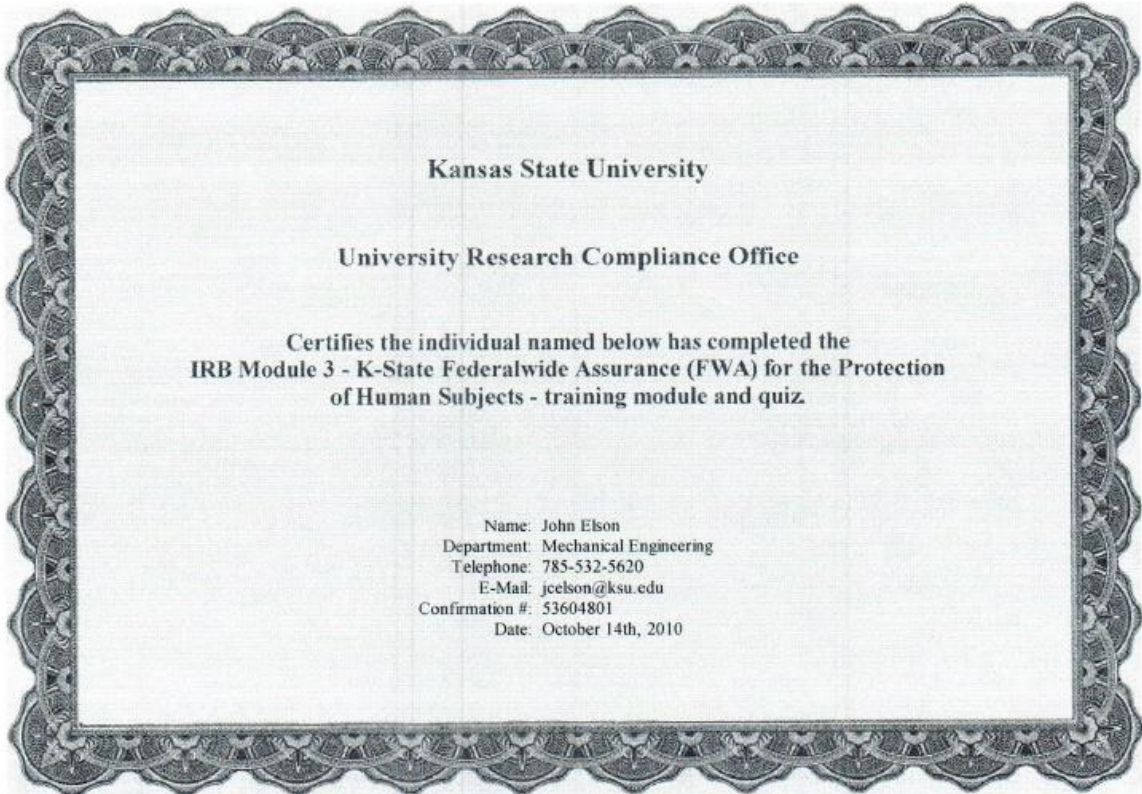 Kansas State University
University Research Compliance Office
Certifies the individual named below has completed the
IRB Module 3 - K-State Federalwide Assurance (FWA) for the Protection
of Human Subjects - training module and quiz.
Name: John Elson
Department: Mechanical Engineering
Telephone: 785-532-5620
E-Mail: jcelson@ksu.edu
Confirmation #: 53604801
Date: October 14th, 2010